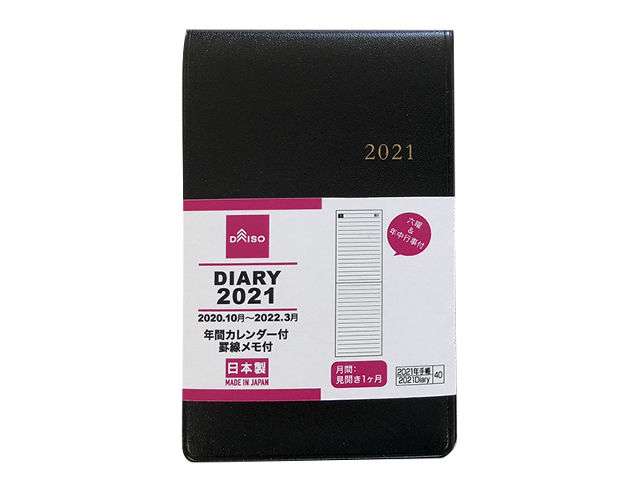 2021
DAISO
DIARY
2021
2020.10月〜2022.3月
年間カレンダー付
罫線メモ付
日本製
MADE IN JAPAN
六曜
&
年中行事付
月間:
見開き1ヶ月
2021年手帳
2021Diary
40